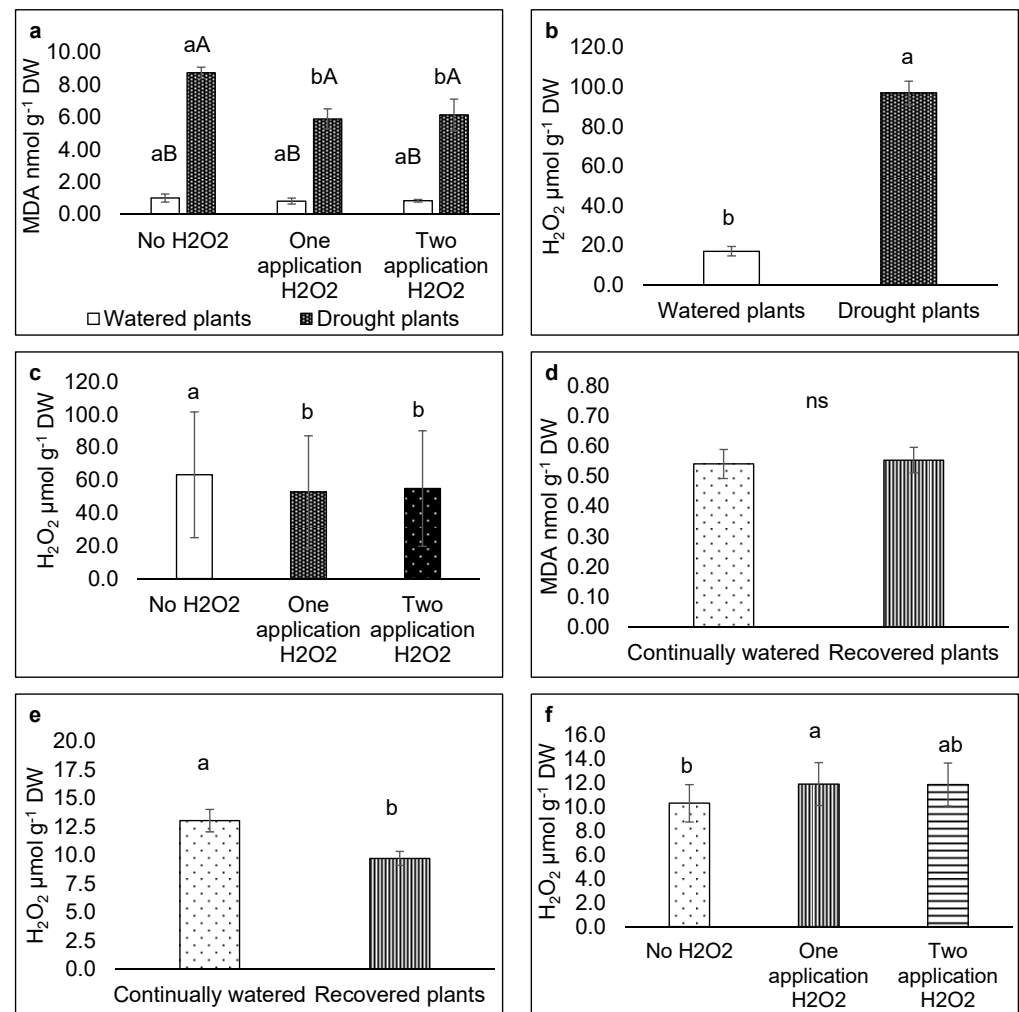 a
MDA nmol g⁻¹ DW
10.00
8.00
6.00
4.00
2.00
0.00
aA
aB
bA
aB
bA
aB
No H2O2
One
application
H2O2
Two
application
H2O2
Watered plants
Drought plants
b
H₂O₂ µmol g⁻¹ DW
120.0
100.0
80.0
60.0
40.0
20.0
0.0
b
a
Watered plants
Drought plants
c
H₂O₂ µmol g⁻¹ DW
120.0
100.0
80.0
60.0
40.0
20.0
0.0
a
b
b
No H2O2
One
application
H2O2
Two
application
H2O2
d
MDA nmol g⁻¹ DW
0.80
0.70
0.60
0.50
0.40
0.30
0.20
0.10
0.00
ns
Continually watered
Recovered plants
e
H₂O₂ µmol g⁻¹ DW
20.0
17.5
15.0
12.5
10.0
7.5
5.0
2.5
0.0
a
b
Continually watered
Recovered plants
f
H₂O₂ µmol g⁻¹ DW
16.0
14.0
12.0
10.0
8.0
6.0
4.0
2.0
0.0
b
a
ab
No H2O2
One
application
H2O2
Two
application
H2O2